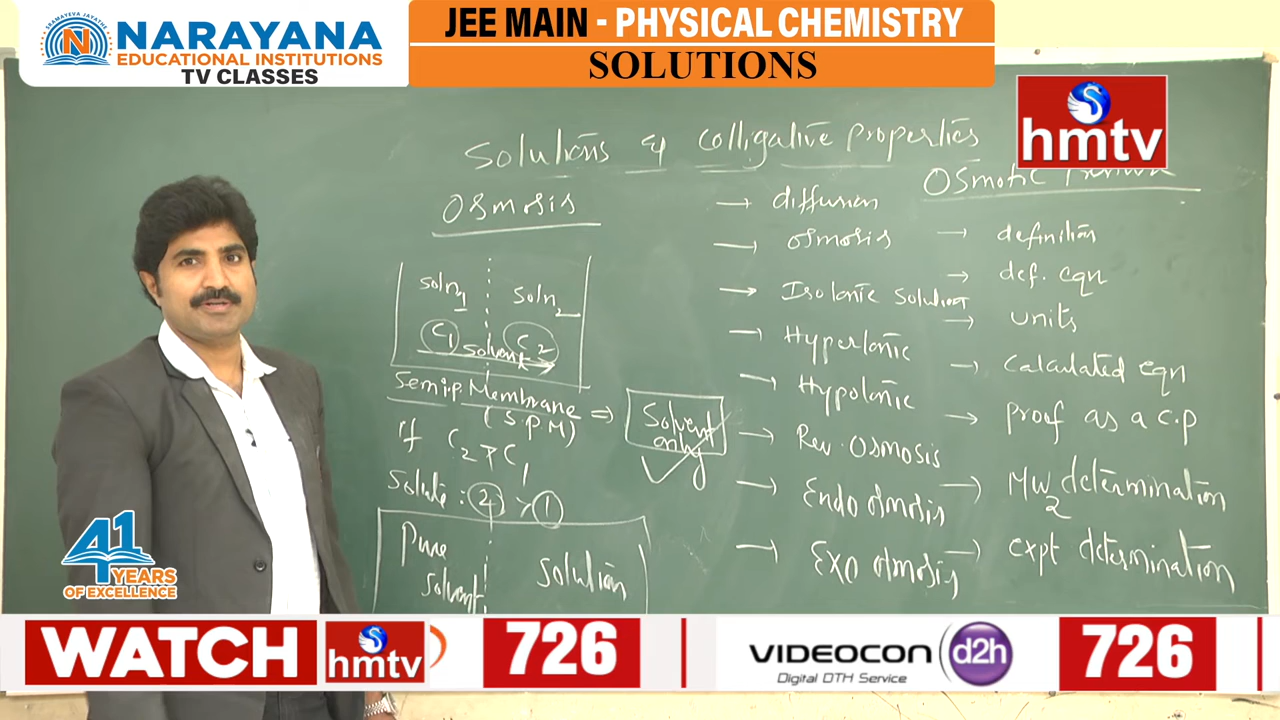 SRAMAYEVA JAYATHE
N
NARAYANA
EDUCATIONAL INSTITUTIONS
TV CLASSES
JEE MAIN - PHYSICAL CHEMISTRY
SOLUTIONS
hmtv
Solutions & Colligative properties
OSMOSIS
soln1
soln2
C1
C2
Solvent
Semi.p. Membrane
(S.P.M) ⇒
Solvent
only
If C2 > C1
Solute : 2 > 1
Pure
solvent
solution
→ diffusion
→ osmosis
→ Isotonic Solution
→ Hypertonic
→ Hypotonic
→ Rev. Osmosis
→ Endo osmosis
→ Exo osmosis
Osmotic
→ definition
→ def. eqn
→ units
→ Calculated eqn
→ proof as a C.P
→ MW2 determination
→ expt determination
41
YEARS
OF EXCELLENCE
WATCH
hmtv
726
VIDEOCON
d2h
Digital DTH Service
726